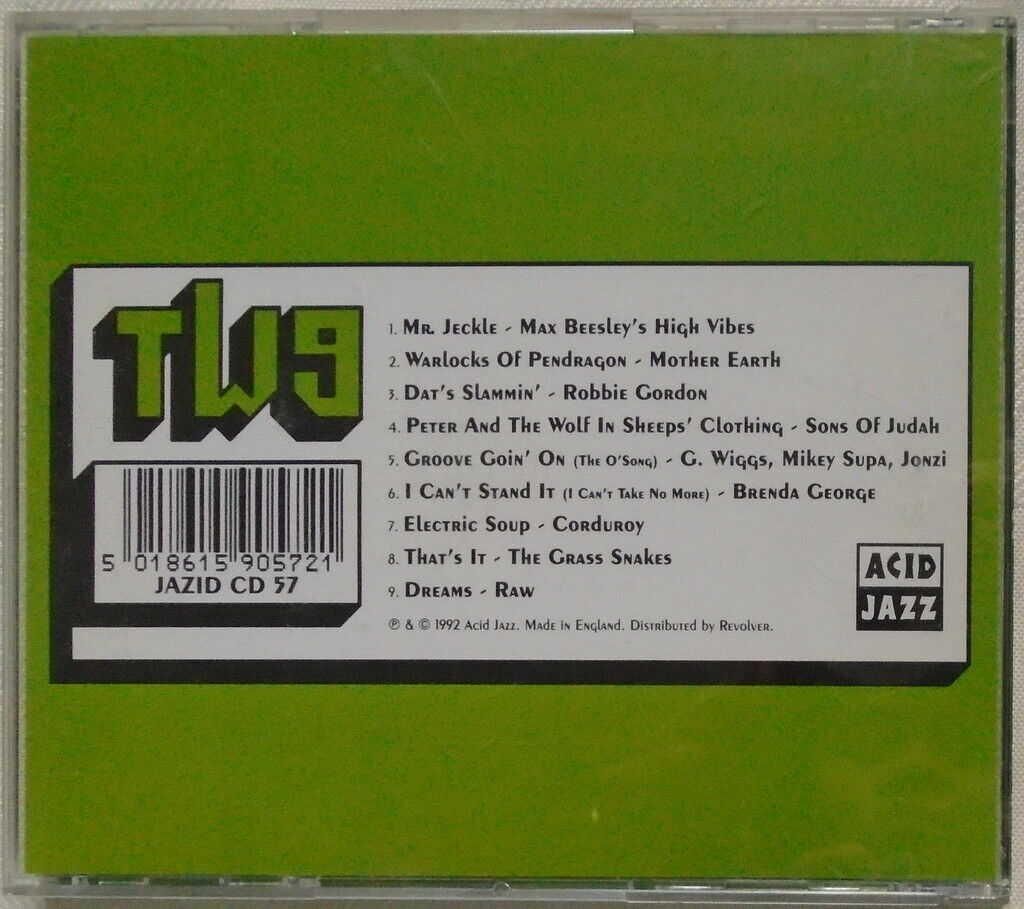 TW9
1. Mr. Jeckle - Max Beesley's High Vibes
2. Warlocks Of Pendragon - Mother Earth
3. Dat's Slammin' - Robbie Gordon
4. Peter And The Wolf In Sheeps' Clothing - Sons Of Judah
5. Groove Goin' On (The O'Song) - G. Wiggs, Mikey Supa, Jonzi
6. I Can't Stand It (I Can't Take No More) - Brenda George
7. Electric Soup - Corduroy
8. That's It - The Grass Snakes
9. Dreams - Raw
℗ & © 1992 Acid Jazz. Made in England. Distributed by Revolver.
5 018615 905721
JAZID CD 57
ACID
JAZZ